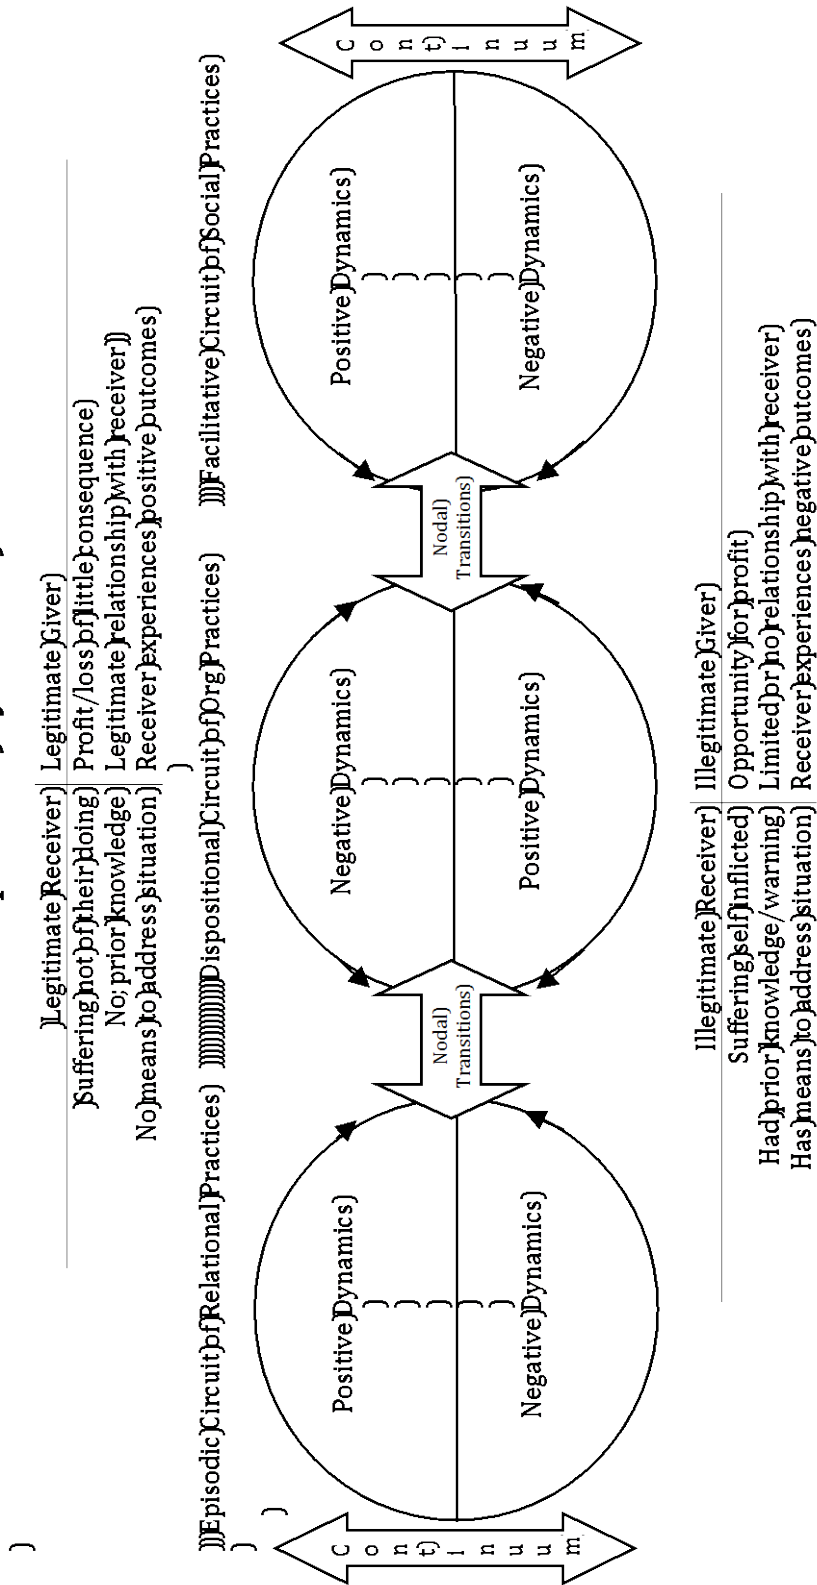 )
)Legitimate)Receiver) Legitimate)Giver)
)Suffering)not)of)their)doing) Profit/loss)of)little)consequence)
No;)prior)knowledge) Legitimate)relationship)with)receiver))
No)means)to)address)situation) Receiver)experiences)positive)outcomes)
)
)))Episodic)Circuit)of)Relational)Practices) )))))))))))))Dispositional)Circuit)of)Org)Practices) ))))Facilitative)Circuit)of)Social)Practices)
)
)
Cont)inuum
Positive)Dynamics)
)
)
)
)
)
Negative)Dynamics)
Nodal)
Transitions)
Negative)Dynamics)
)
)
)
)
)
Positive)Dynamics)
Nodal)
Transitions)
Positive)Dynamics)
)
)
)
)
)
Negative)Dynamics)
Cont)inuum
Illegitimate)Receiver) Illegitimate)Giver)
Suffering)self)inflicted) Opportunity)for)profit)
Had)prior)knowledge/warning) Limited)or)no)relationship)with)receiver)
Has)means)to)address)situation) Receiver)experiences)negative)outcomes)